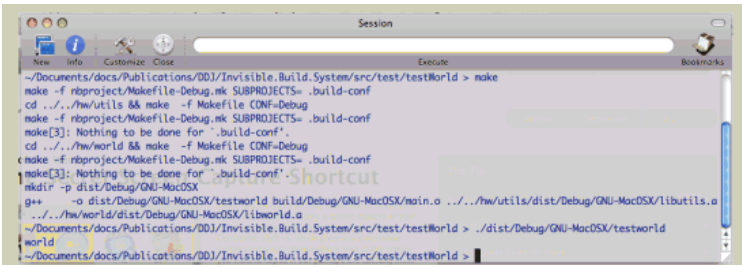 Session
New Info Customize Close Execute Bookmarks
~/Documents/docs/Publications/DDJ/Invisible.Build.System/src/test/testWorld > make
make -f nbproject/Makefile-Debug.mk SUBPROJECTS= .build-conf
cd ../../hw/utils && make  -f Makefile CONF=Debug
make -f nbproject/Makefile-Debug.mk SUBPROJECTS= .build-conf
make[3]: Nothing to be done for `.build-conf'.
cd ../../hw/world && make  -f Makefile CONF=Debug
make -f nbproject/Makefile-Debug.mk SUBPROJECTS= .build-conf
make[3]: Nothing to be done for `.build-conf'.
mkdir -p dist/Debug/GNU-MacOSX
Capture Shortcut
g++     -o dist/Debug/GNU-MacOSX/testworld build/Debug/GNU-MacOSX/main.o ../../hw/utils/dist/Debug/GNU-MacOSX/libutils.a
../../hw/world/dist/Debug/GNU-MacOSX/libworld.a
~/Documents/docs/Publications/DDJ/Invisible.Build.System/src/test/testWorld > ./dist/Debug/GNU-MacOSX/testworld
world
~/Documents/docs/Publications/DDJ/Invisible.Build.System/src/test/testWorld >